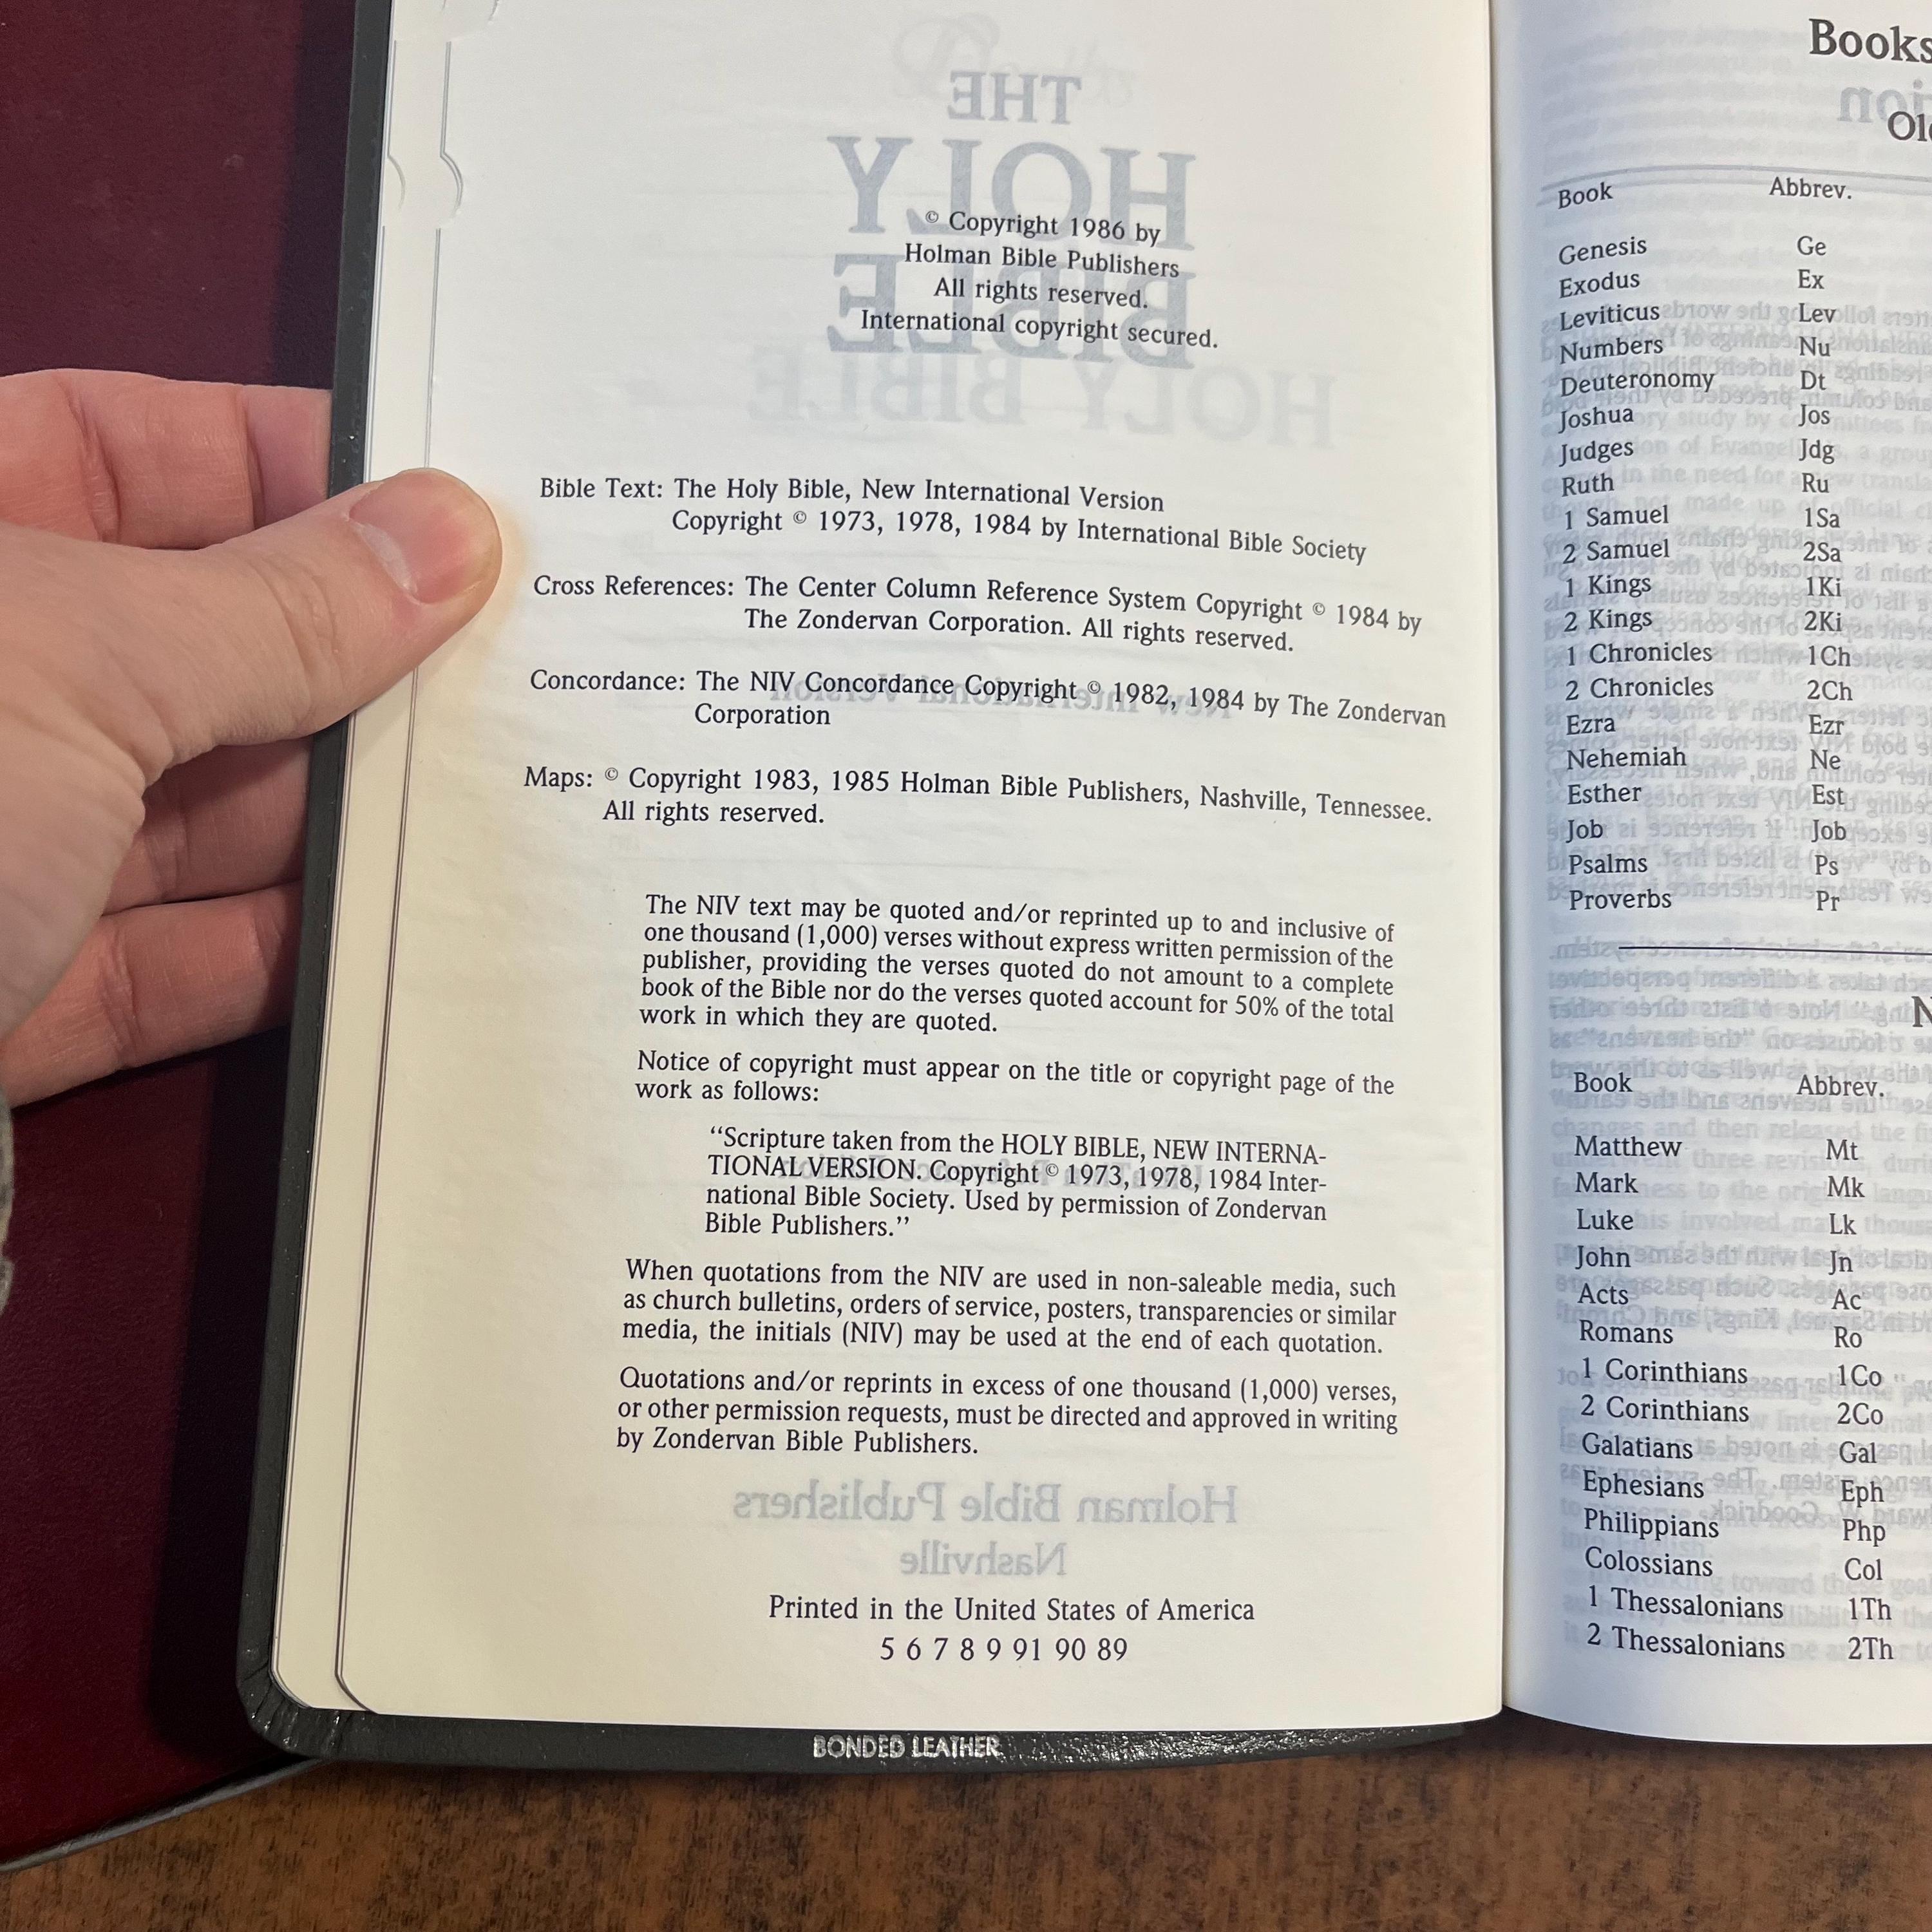 © Copyright 1986 by
Holman Bible Publishers
All rights reserved.
International copyright secured.
Bible Text: The Holy Bible, New International Version
Copyright © 1973, 1978, 1984 by International Bible Society
Cross References: The Center Column Reference System Copyright © 1984 by
The Zondervan Corporation. All rights reserved.
Concordance: The NIV Concordance Copyright © 1982, 1984 by The Zondervan
Corporation
Maps: © Copyright 1983, 1985 Holman Bible Publishers, Nashville, Tennessee.
All rights reserved.
The NIV text may be quoted and/or reprinted up to and inclusive of
one thousand (1,000) verses without express written permission of the
publisher, providing the verses quoted do not amount to a complete
book of the Bible nor do the verses quoted account for 50% of the total
work in which they are quoted.
Notice of copyright must appear on the title or copyright page of the
work as follows:
“Scripture taken from the HOLY BIBLE, NEW INTERNA-
TIONAL VERSION. Copyright © 1973, 1978, 1984 Inter-
national Bible Society. Used by permission of Zondervan
Bible Publishers.”
When quotations from the NIV are used in non-saleable media, such
as church bulletins, orders of service, posters, transparencies or similar
media, the initials (NIV) may be used at the end of each quotation.
Quotations and/or reprints in excess of one thousand (1,000) verses,
or other permission requests, must be directed and approved in writing
by Zondervan Bible Publishers.
Holman Bible Publishers
Nashville
Printed in the United States of America
5 6 7 8 9 91 90 89
BONDED LEATHER
Books
Book Abbrev.
Genesis Ge
Exodus Ex
Leviticus Lev
Numbers Nu
Deuteronomy Dt
Joshua Jos
Judges Jdg
Ruth Ru
1 Samuel 1Sa
2 Samuel 2Sa
1 Kings 1Ki
2 Kings 2Ki
1 Chronicles 1Ch
2 Chronicles 2Ch
Ezra Ezr
Nehemiah Ne
Esther Est
Job Job
Psalms Ps
Proverbs Pr
Book Abbrev.
Matthew Mt
Mark Mk
Luke Lk
John Jn
Acts Ac
Romans Ro
1 Corinthians 1Co
2 Corinthians 2Co
Galatians Gal
Ephesians Eph
Philippians Php
Colossians Col
1 Thessalonians 1Th
2 Thessalonians 2Th